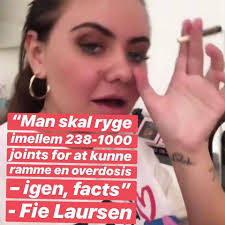 “Man skal ryge
imellem 238-1000
joints for at kunne
ramme en overdosis
– igen, facts”
- Fie Laursen